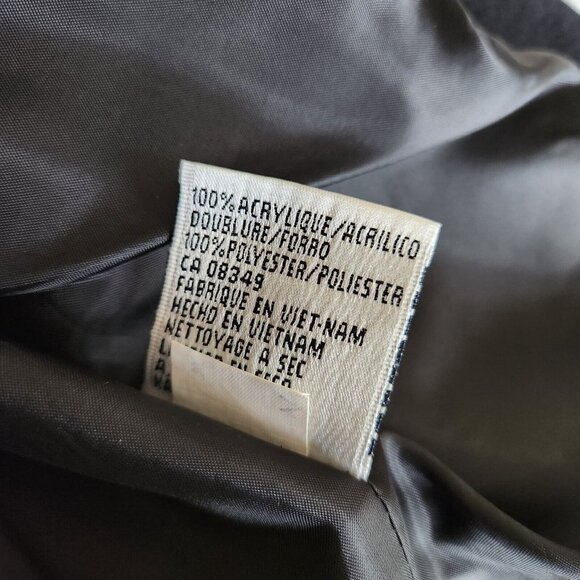 100% ACRYLIQUE/ACRILICO
DOUBLURE/FORRO
100% POLYESTER/POLIESTER
CA 08349
FABRIQUE EN VIET-NAM
HECHO EN VIETNAM
NETTOYAGE À SEC